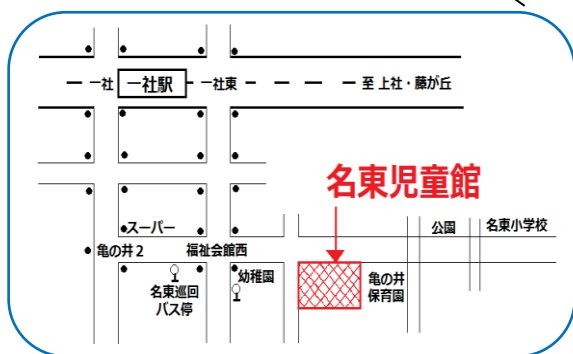 一社
一社駅
一社東
至 上社・藤が丘
名東児童館
スーパー
公園
名東小学校
亀の井2
福祉会館西
名東巡回
バス停
幼稚園
亀の井
保育園